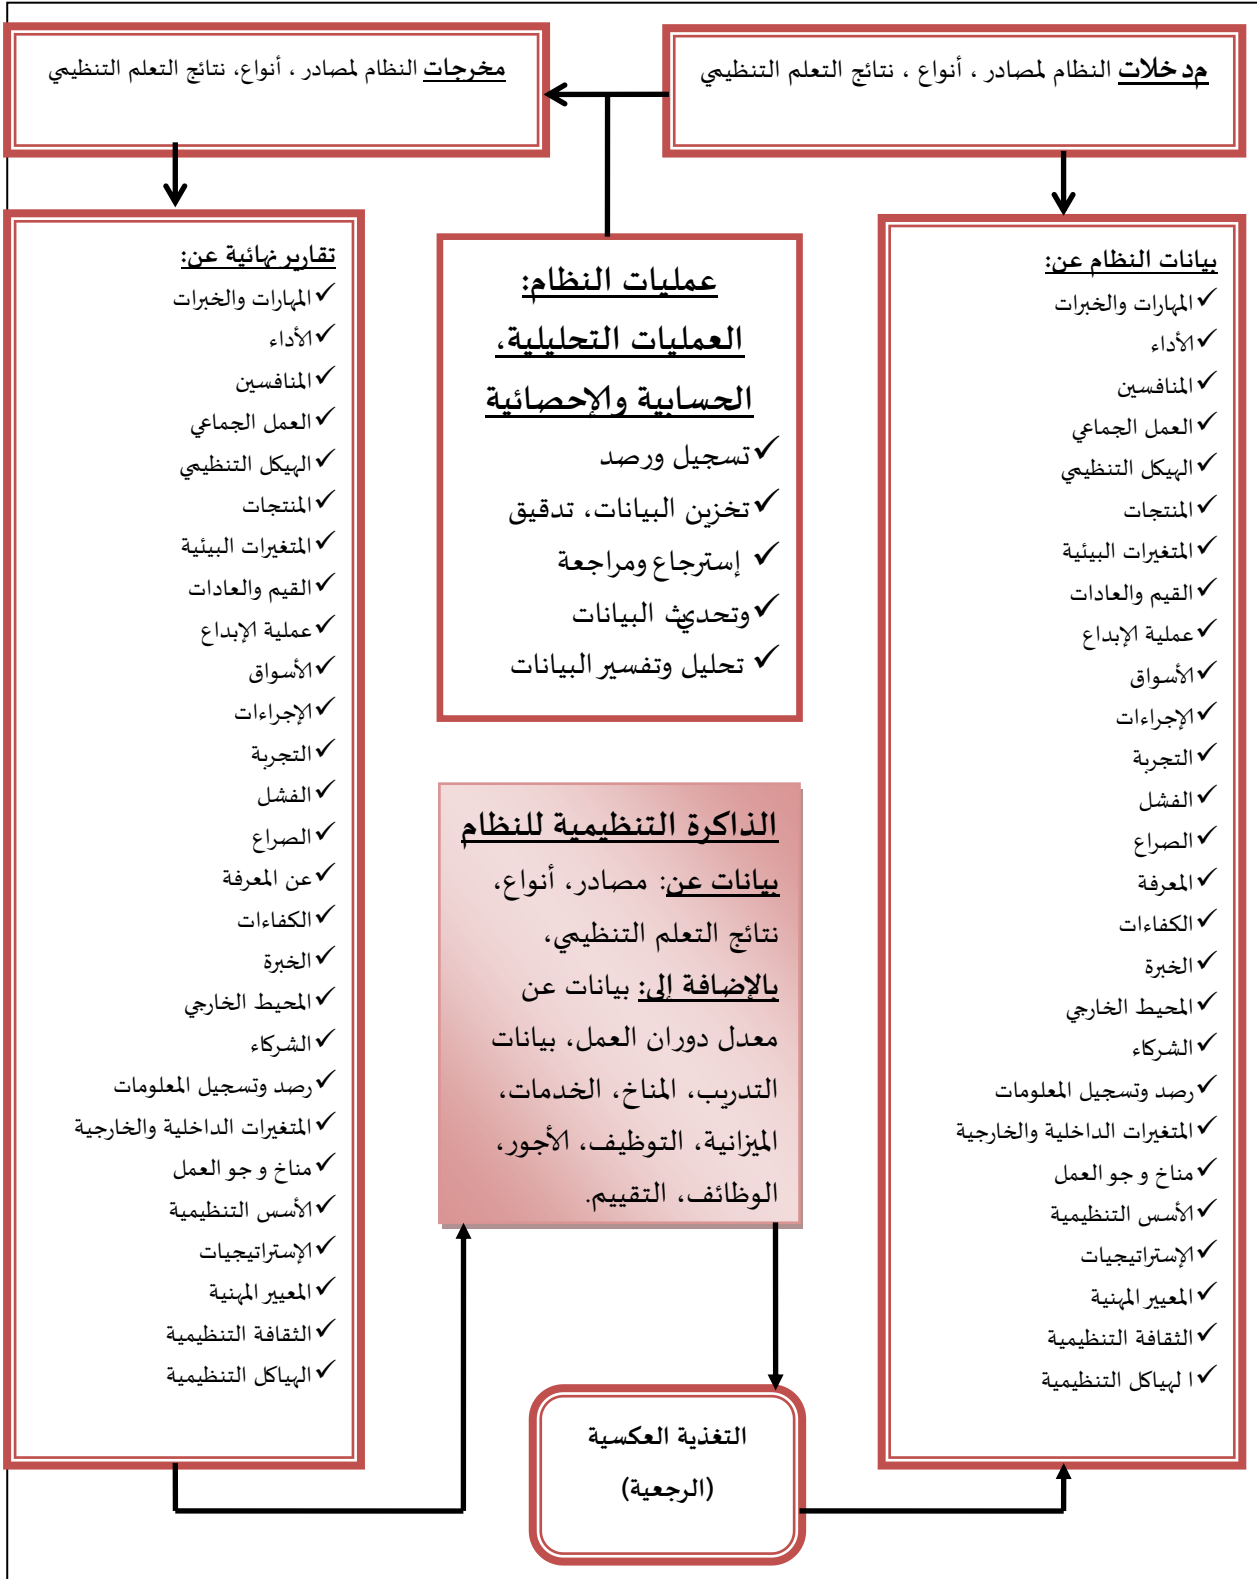 مدخلات النظام لمصادر ، أنواع ، نتائج التعلم التنظيمي
مخرجات النظام لمصادر ، أنواع، نتائج التعلم التنظيمي
بيانات النظام عن:
✓المهارات والخبرات
✓الأداء
✓المنافسين
✓العمل الجماعي
✓الهيكل التنظيمي
✓المنتجات
✓المتغيرات البيئية
✓القيم والعادات
✓عملية الإبداع
✓الأسواق
✓الإجراءات
✓التجربة
✓الفشل
✓الصراع
✓المعرفة
✓الكفاءات
✓الخبرة
✓المحيط الخارجي
✓الشركاء
✓رصد وتسجيل المعلومات
✓المتغيرات الداخلية والخارجية
✓مناخ و جو العمل
✓الأسس التنظيمية
✓الإستراتيجيات
✓المعيير المهنية
✓الثقافة التنظيمية
✓ا لهياكل التنظيمية
عمليات النظام:
العمليات التحليلية،
الحسابية والإحصائية
✓تسجيل ورصد
✓تخزين البيانات، تدقيق
✓ إسترجاع ومراجعة
✓وتحديث البيانات
✓ تحليل وتفسير البيانات
الذاكرة التنظيمية للنظام
بيانات عن: مصادر، أنواع،
نتائج التعلم التنظيمي،
بالإضافة إلى: بيانات عن
معدل دوران العمل، بيانات
التدريب، المناخ، الخدمات،
الميزانية، التوظيف، الأجور،
الوظائف، التقييم.
تقارير نهائية عن:
✓المهارات والخبرات
✓الأداء
✓المنافسين
✓العمل الجماعي
✓الهيكل التنظيمي
✓المنتجات
✓المتغيرات البيئية
✓القيم والعادات
✓عملية الإبداع
✓الأسواق
✓الإجراءات
✓التجربة
✓الفشل
✓الصراع
✓عن المعرفة
✓الكفاءات
✓الخبرة
✓المحيط الخارجي
✓الشركاء
✓رصد وتسجيل المعلومات
✓المتغيرات الداخلية والخارجية
✓مناخ و جو العمل
✓الأسس التنظيمية
✓الإستراتيجيات
✓المعيير المهنية
✓الثقافة التنظيمية
✓الهياكل التنظيمية
التغذية العكسية
(الرجعية)